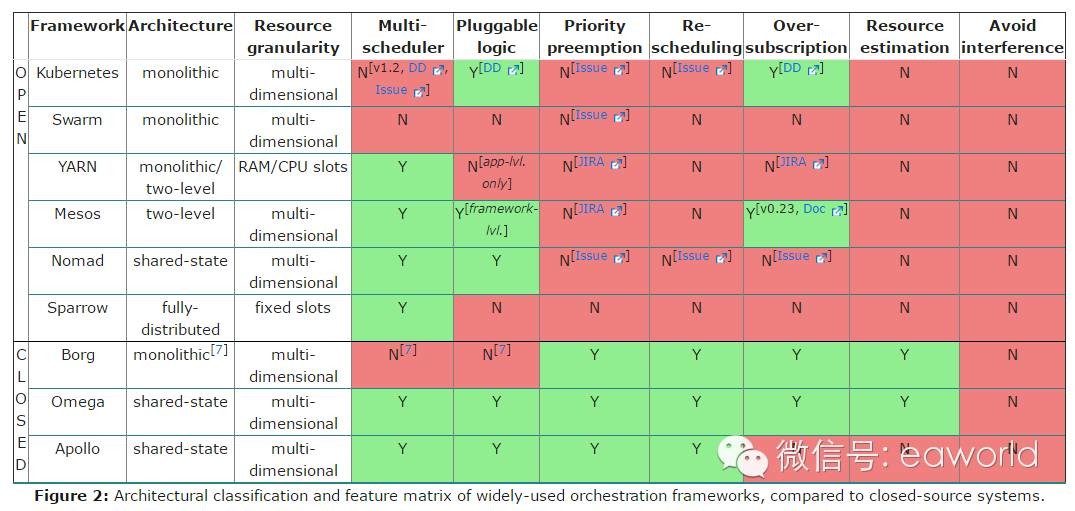 Framework Architecture Resource granularity Multi-scheduler Pluggable logic Priority preemption Re-scheduling Over-subscription Resource estimation Avoid interference
OPEN
Kubernetes monolithic multi-dimensional N[v1.2, DD, Issue] Y[DD] N[Issue] N[Issue] Y[DD] N N
Swarm monolithic multi-dimensional N N N[Issue] N N N N
YARN monolithic/two-level RAM/CPU slots Y N[app-lvl. only] N[JIRA] N N[JIRA] N N
Mesos two-level multi-dimensional Y Y[framework-lvl.] N[JIRA] N Y[v0.23, Doc] N N
Nomad shared-state multi-dimensional Y Y N[Issue] N[Issue] N[Issue] N N
Sparrow fully-distributed fixed slots Y N N N N N N
CLOSED
Borg monolithic[7] multi-dimensional N[7] N[7] Y Y Y Y N
Omega shared-state multi-dimensional Y Y Y Y Y Y N
Apollo shared-state multi-dimensional Y Y Y Y N N N
微信号: eaworld
Figure 2: Architectural classification and feature matrix of widely-used orchestration frameworks, compared to closed-source systems.